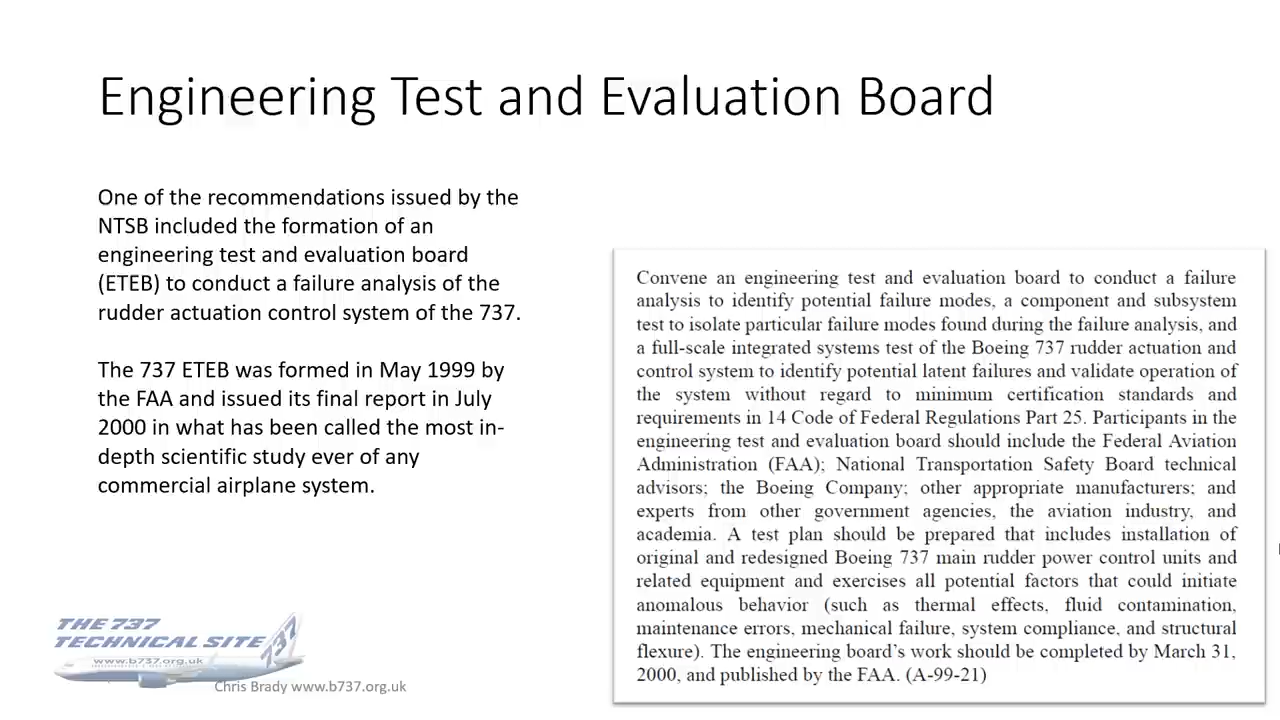 Engineering Test and Evaluation Board
One of the recommendations issued by the
NTSB included the formation of an
engineering test and evaluation board
(ETEB) to conduct a failure analysis of the
rudder actuation control system of the 737.
The 737 ETEB was formed in May 1999 by
the FAA and issued its final report in July
2000 in what has been called the most in-
depth scientific study ever of any
commercial airplane system.
Convene an engineering test and evaluation board to conduct a failure
analysis to identify potential failure modes, a component and subsystem
test to isolate particular failure modes found during the failure analysis, and
a full-scale integrated systems test of the Boeing 737 rudder actuation and
control system to identify potential latent failures and validate operation of
the system without regard to minimum certification standards and
requirements in 14 Code of Federal Regulations Part 25. Participants in the
engineering test and evaluation board should include the Federal Aviation
Administration (FAA); National Transportation Safety Board technical
advisors; the Boeing Company; other appropriate manufacturers; and
experts from other government agencies, the aviation industry, and
academia. A test plan should be prepared that includes installation of
original and redesigned Boeing 737 main rudder power control units and
related equipment and exercises all potential factors that could initiate
anomalous behavior (such as thermal effects, fluid contamination,
maintenance errors, mechanical failure, system compliance, and structural
flexure). The engineering board's work should be completed by March 31,
2000, and published by the FAA. (A-99-21)
THE 737
TECHNICAL SITE
737
www.b737.org.uk
Chris Brady www.b737.org.uk